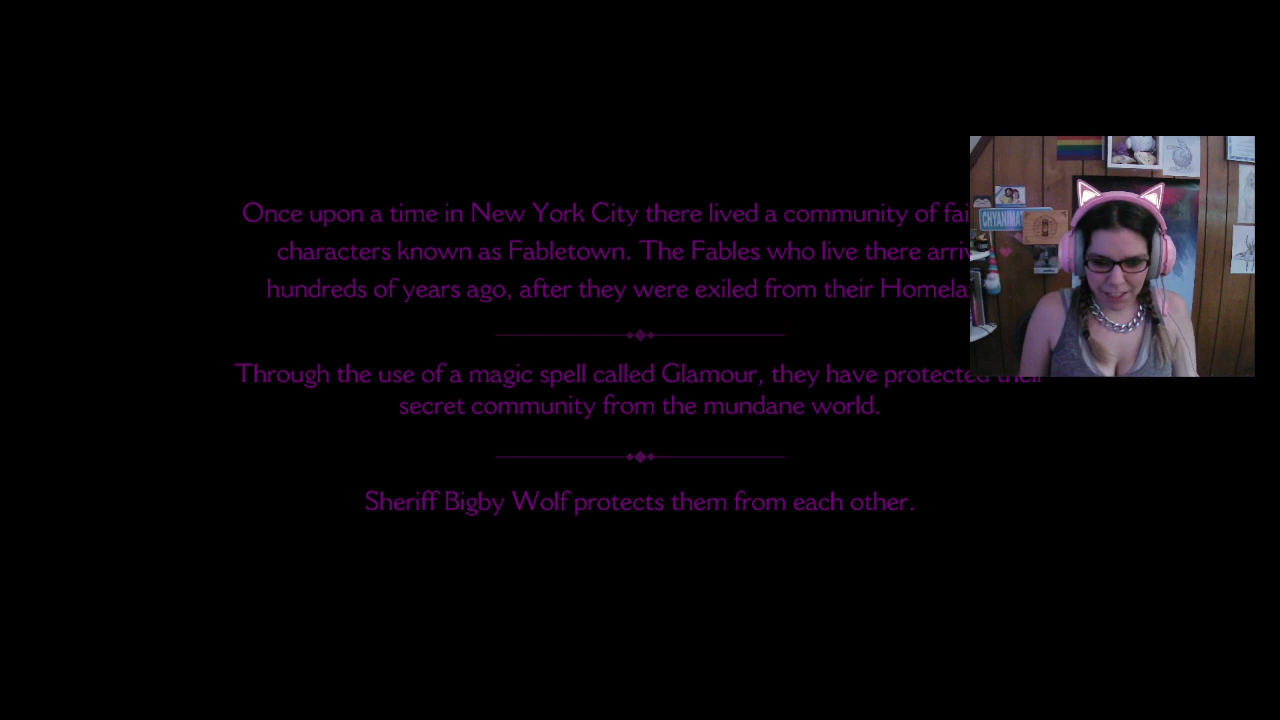 Once upon a time in New York City there lived a community of
characters known as Fabletown. The Fables who live there
hundreds of years ago, after they were exiled from their
Through the use of a magic spell called Glamour, they have protected their
secret community from the mundane world.
Sheriff Bigby Wolf protects them from each other.